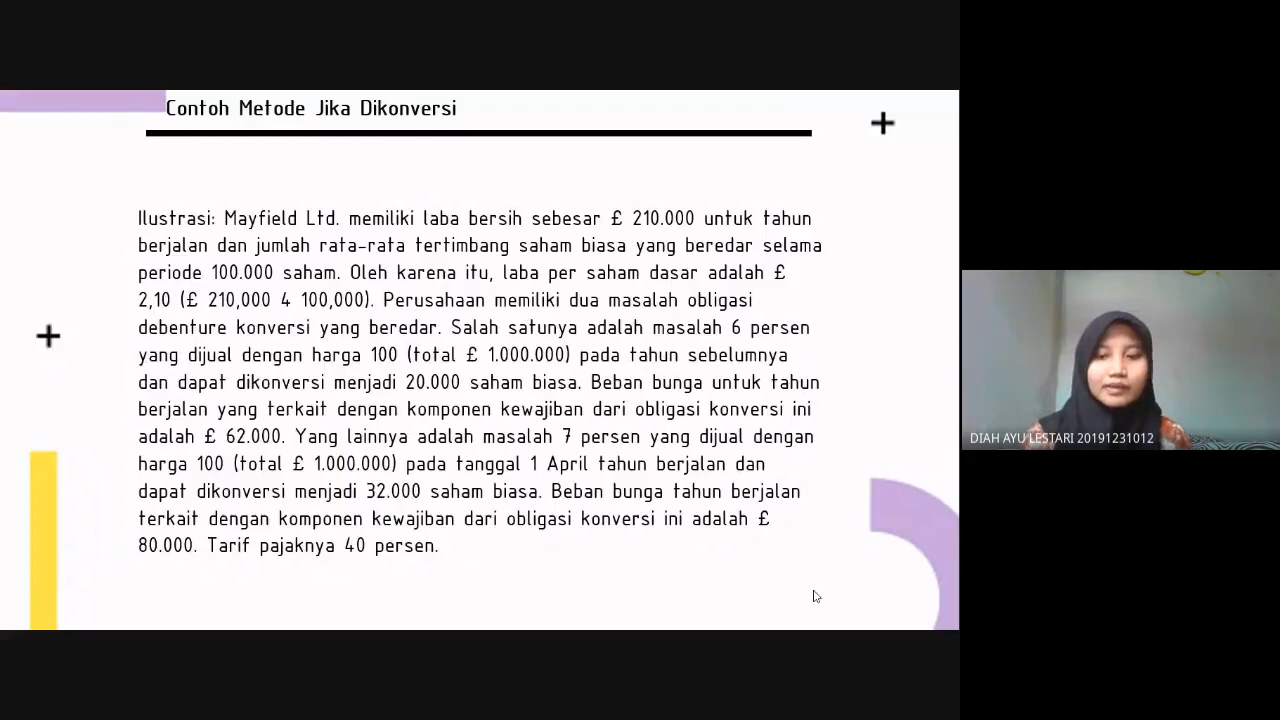 Contoh Metode Jika Dikonversi
Ilustrasi: Mayfield Ltd. memiliki laba bersih sebesar £ 210.000 untuk tahun
berjalan dan jumlah rata-rata tertimbang saham biasa yang beredar selama
periode 100.000 saham. Oleh karena itu, laba per saham dasar adalah £
2,10 (£ 210,000 4 100,000). Perusahaan memiliki dua masalah obligasi
debenture konversi yang beredar. Salah satunya adalah masalah 6 persen
yang dijual dengan harga 100 (total £ 1.000.000) pada tahun sebelumnya
dan dapat dikonversi menjadi 20.000 saham biasa. Beban bunga untuk tahun
berjalan yang terkait dengan komponen kewajiban dari obligasi konversi ini
adalah £ 62.000. Yang lainnya adalah masalah 7 persen yang dijual dengan
harga 100 (total £ 1.000.000) pada tanggal 1 April tahun berjalan dan
dapat dikonversi menjadi 32.000 saham biasa. Beban bunga tahun berjalan
terkait dengan komponen kewajiban dari obligasi konversi ini adalah £
80.000. Tarif pajaknya 40 persen.
DIAH AYU LESTARI 20191231012